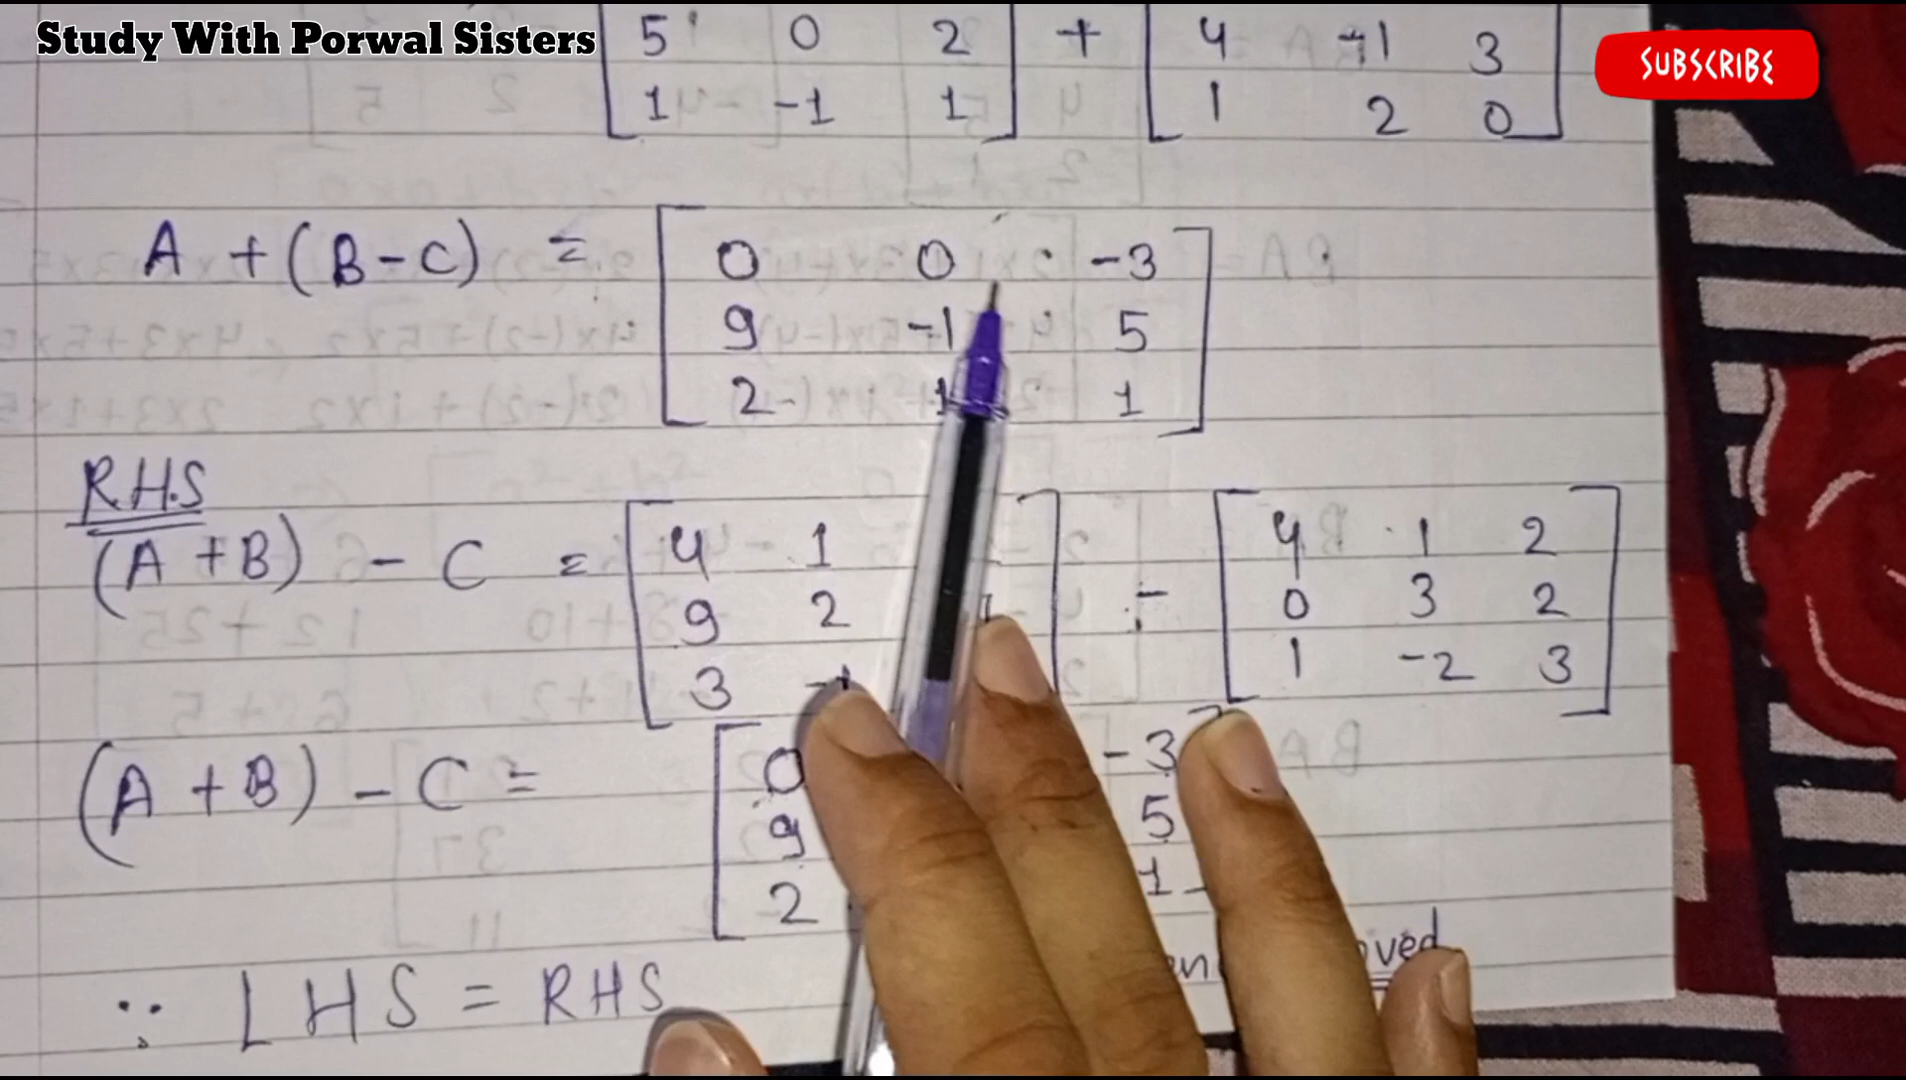 Study With Porwal Sisters
SUBSCRIBE
5 0 2 + 4 -1 3
1 -1 1 1 2 0
A + (B - C) = 0 0 -3
9 -1 5
2 1 1
R.H.S
(A + B) - C = 4 1 - 4 1 2
9 2 0 3 2
3 -1 1 -2 3
(A + B) - C = 0 -3
9 5
2 1
∴ LHS = RHS